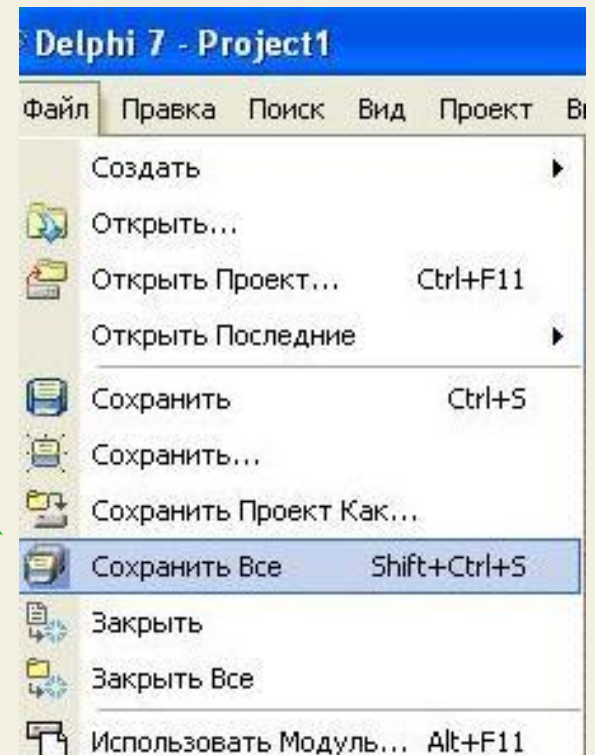 Delphi 7 - Project1
Файл Правка Поиск Вид Проект
Создать
Открыть...
Открыть Проект... Ctrl+F11
Открыть Последние
Сохранить Ctrl+S
Сохранить...
Сохранить Проект Как...
Сохранить Все Shift+Ctrl+S
Закрыть
Закрыть Все
Использовать Модуль... Alt+F11